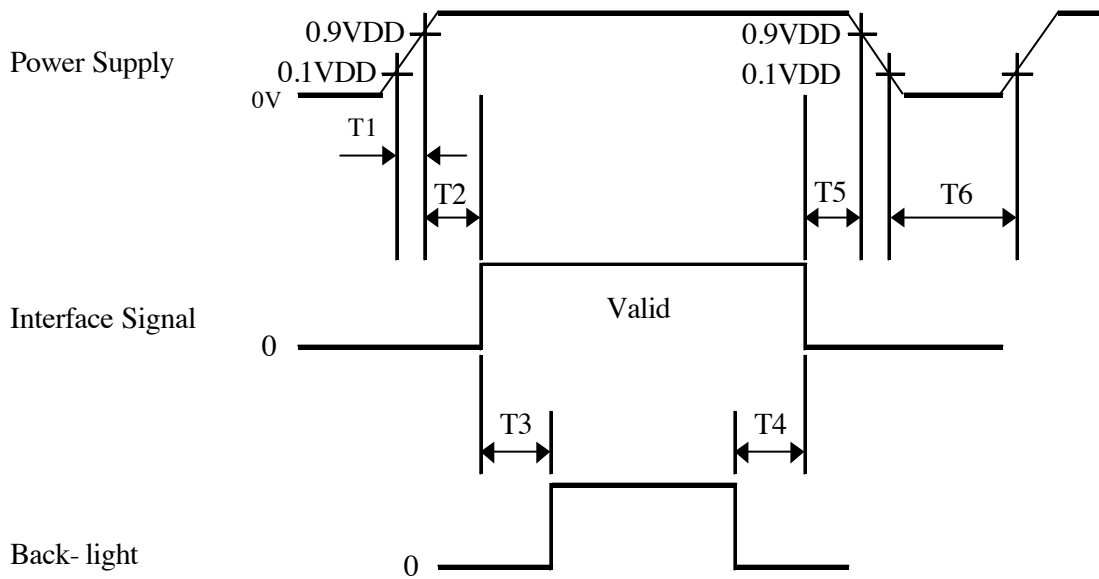 0.9VDD
0.9VDD
Power Supply
0.1VDD
0.1VDD
0V
T1
T2
T5
T6
Valid
Interface Signal
0
T3
T4
Back- light
0